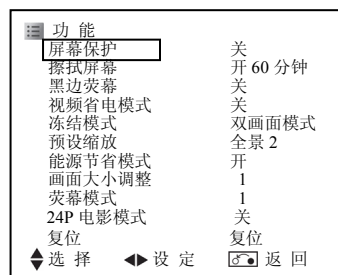 功 能
屏幕保护 关
擦拭屏幕 开 60 分钟
黑边荧幕 关
视频省电模式 关
冻结模式 双画面模式
预设缩放 全景 2
能源节省模式 开
画面大小调整 1
荧幕模式 1
24P 电影模式 关
复位 复位
选 择 设 定 返 回